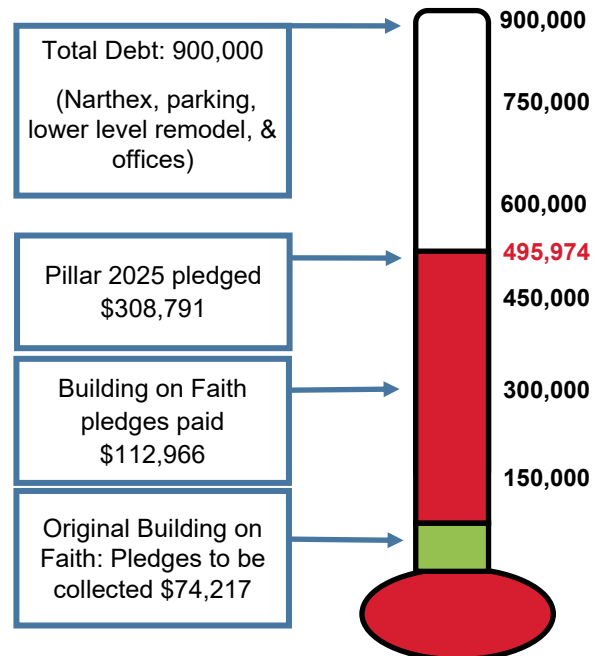 Total Debt: 900,000
(Narthex, parking,
lower level remodel, &
offices)
Pillar 2025 pledged
$308,791
Building on Faith
pledges paid
$112,966
Original Building on
Faith: Pledges to be
collected $74,217
900,000
750,000
600,000
495,974
450,000
300,000
150,000